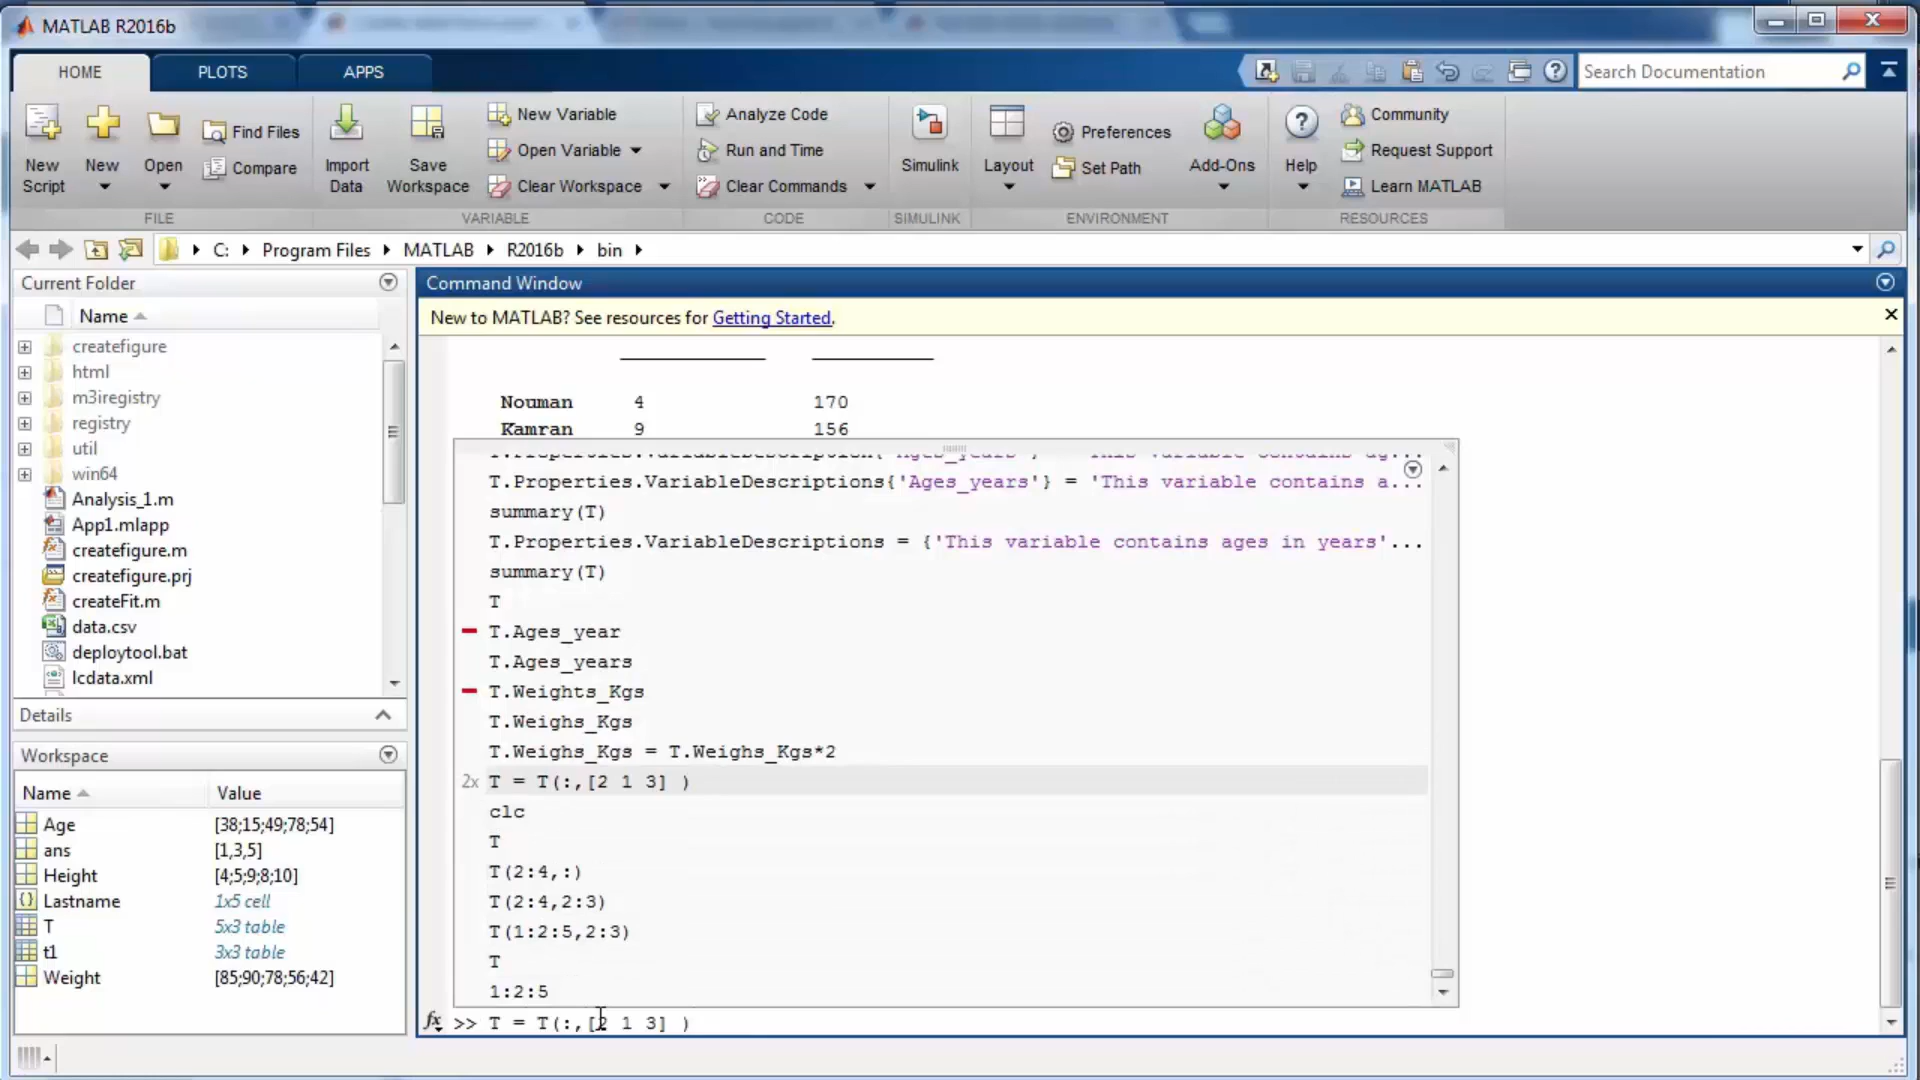 MATLAB R2016b
HOME
PLOTS
APPS
Search Documentation
New Script
New
Open
Find Files
Compare
Import Data
Save Workspace
New Variable
Open Variable
Clear Workspace
Analyze Code
Run and Time
Clear Commands
Simulink
Layout
Preferences
Set Path
Add-Ons
Help
Community
Request Support
Learn MATLAB
FILE
VARIABLE
CODE
SIMULINK
ENVIRONMENT
RESOURCES
C: Program Files MATLAB R2016b bin
Current Folder
Name
createfigure
html
m3iregistry
registry
util
win64
Analysis_1.m
App1.mlapp
createfigure.m
createfigure.prj
createFit.m
data.csv
deploytool.bat
lcdata.xml
Details
Workspace
Name Value
Age [38;15;49;78;54]
ans [1,3,5]
Height [4;5;9;8;10]
Lastname 1x5 cell
T 5x3 table
t1 3x3 table
Weight [85;90;78;56;42]
Command Window
New to MATLAB? See resources for Getting Started.
Nouman 4 170
Kamran 9 156
T.Properties.VariableDescriptions{'Ages_years'} = 'This variable contains a...
summary(T)
T.Properties.VariableDescriptions = {'This variable contains ages in years'...
summary(T)
T
T.Ages_year
T.Ages_years
T.Weights_Kgs
T.Weighs_Kgs
T.Weighs_Kgs = T.Weighs_Kgs*2
2x T = T(:,[2 1 3] )
clc
T
T(2:4,:)
T(2:4,2:3)
T(1:2:5,2:3)
T
1:2:5
fx >> T = T(:,[2 1 3] )